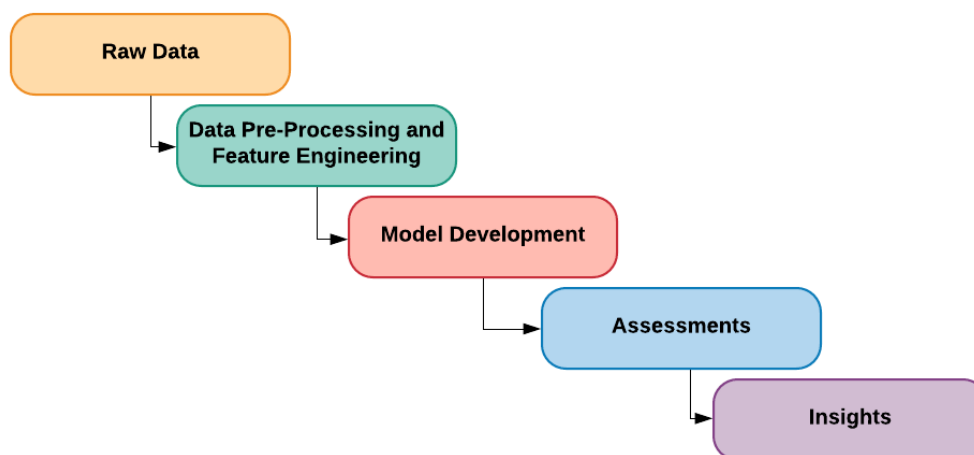 Raw Data
Data Pre-Processing and
Feature Engineering
Model Development
Assessments
Insights